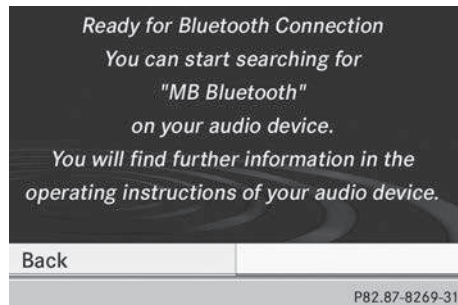 Ready for Bluetooth Connection
You can start searching for
"MB Bluetooth"
on your audio device.
You will find further information in the
operating instructions of your audio device.
Back
P82.87-8269-31